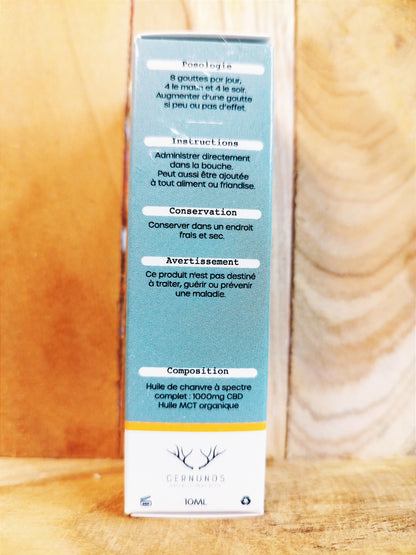 Posologie
8 gouttes par jour,
4 le matin et 4 le soir.
Augmenter d'une goutte
si peu ou pas d'effet.
Instructions
Administrer directement
dans la bouche.
Peut aussi être ajoutée
à tout aliment ou friandise.
Conservation
Conserver dans un endroit
frais et sec.
Avertissement
Ce produit n'est pas destiné
à traiter, guérir ou prévenir
une maladie.
Composition
Huile de chanvre à spectre
complet : 1000mg CBD
Huile MCT organique
CERNUNOS
10ML